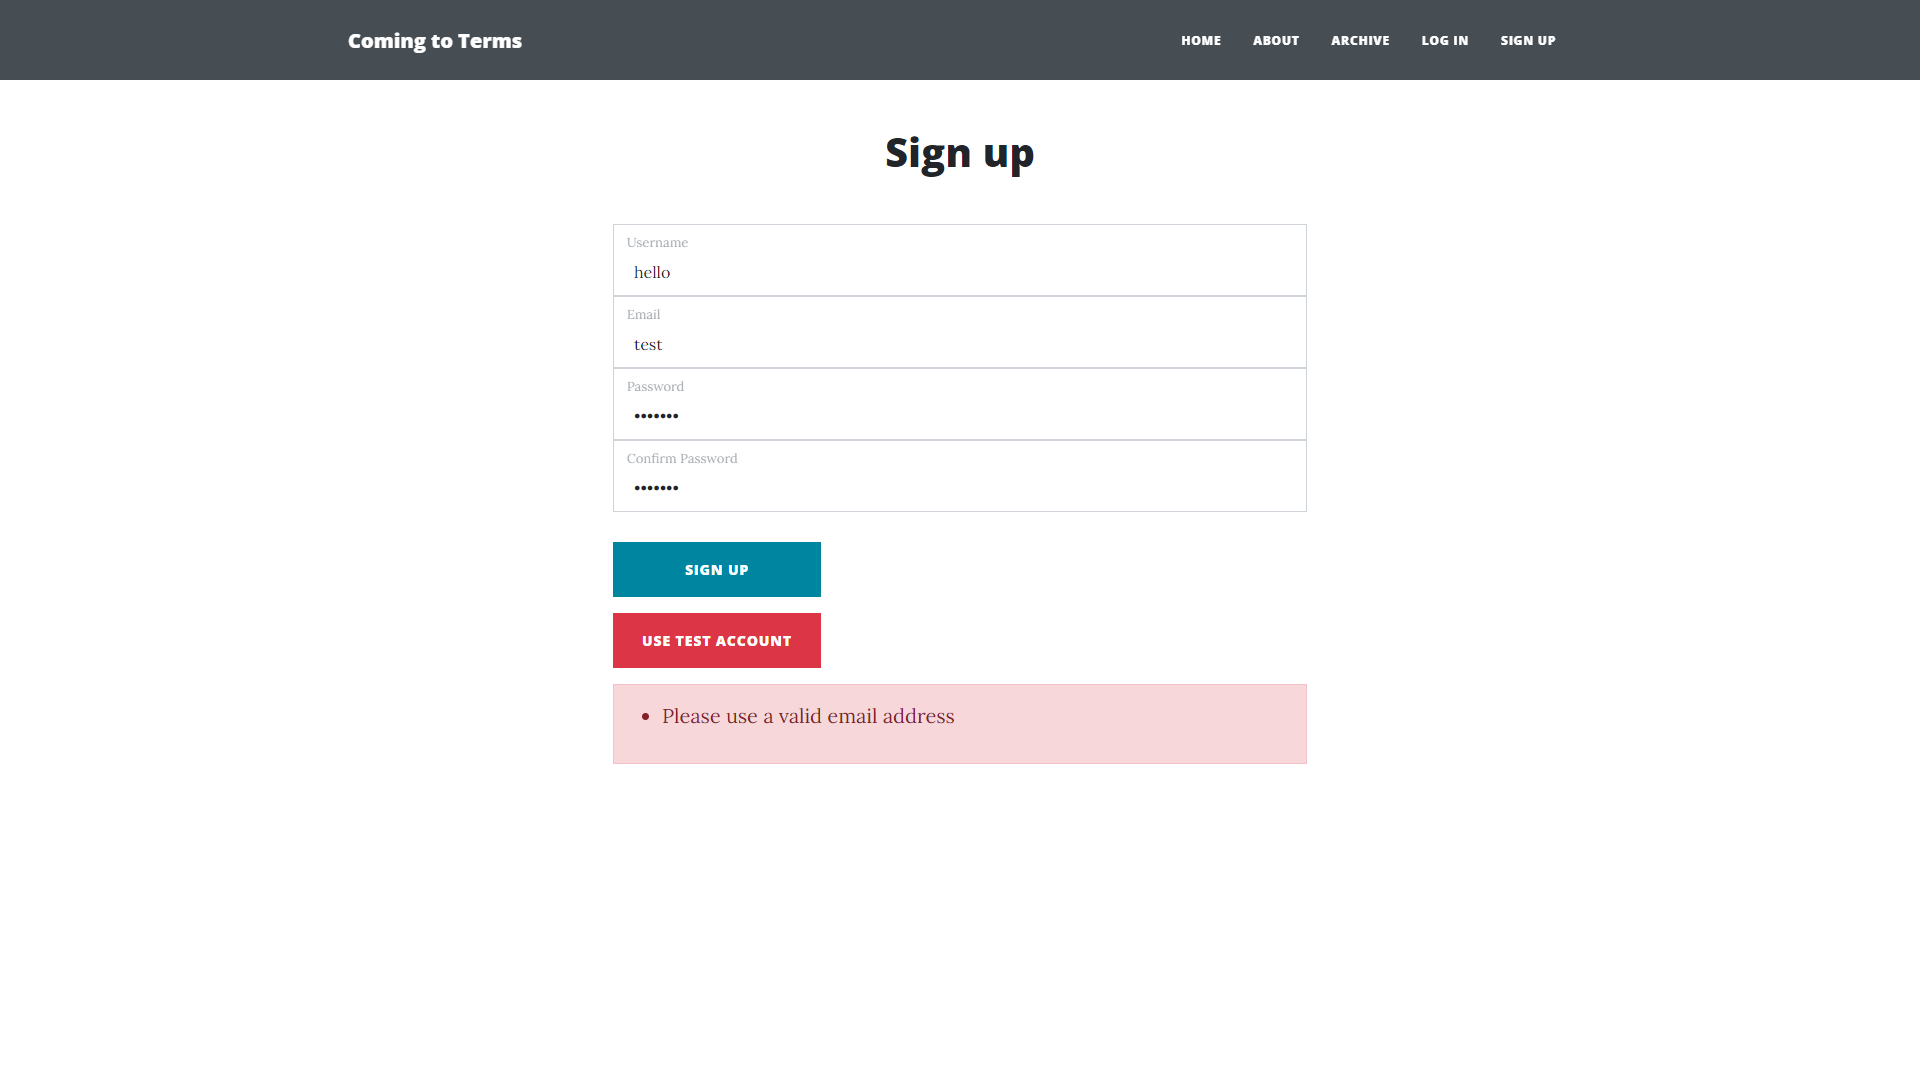 Coming to Terms
HOME ABOUT ARCHIVE LOG IN SIGN UP
Sign up
Username
hello
Email
test
Password
•••••••
Confirm Password
•••••••
SIGN UP
USE TEST ACCOUNT
• Please use a valid email address